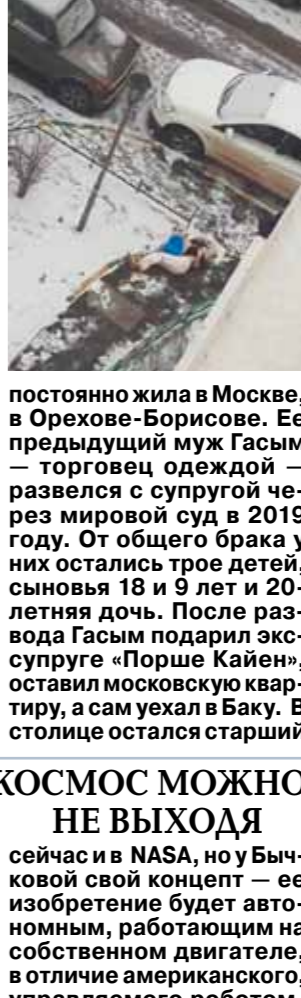 постоянно жила в Москве,
в Орехове-Борисове. Ее
предыдущий муж Гасым
— торговец одеждой —
развелся с супругой че-
рез мировой суд в 2019
году. От общего брака у
них остались трое детей,
сыновья 18 и 9 лет и 20-
летняя дочь. После раз-
вода Гасым подарил экс-
супруге «Порше Кайен»,
оставил московскую квар-
тиру, а сам уехал в Баку. В
столице остался старший
КОСМОС МОЖНО
НЕ ВЫХОДЯ
сейчас и в NASA, но у Быч-
ковой свой концепт — ее
изобретение будет авто-
номным, работающим на
собственном двигателе,
в отличие американского,
управляемого роботом